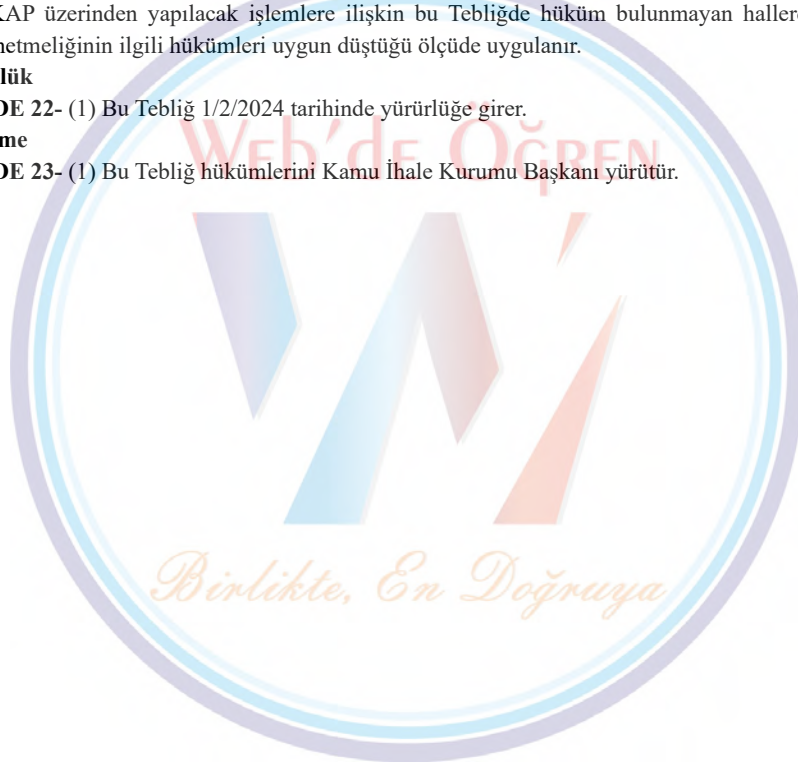 KAP üzerinden yapılacak işlemlere ilişkin bu Tebliğde hüküm bulunmayan haller
netmeliğinin ilgili hükümleri uygun düştüğü ölçüde uygulanır.
lük
DE 22- (1) Bu Tebliğ 1/2/2024 tarihinde yürürlüğe girer.
me
DE 23- (1) Bu Tebliğ hükümlerini Kamu İhale Kurumu Başkanı yürütür.
Web'de Öğren
Birlikte, En Doğruya